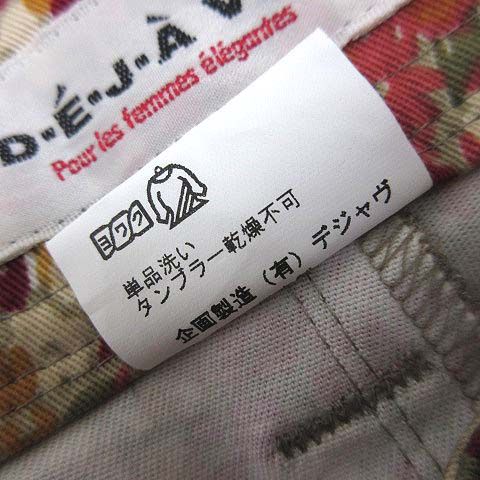 D·É·J·À·V
Pour les femmes élégantes
ヨワク
単品洗い
タンブラー乾燥不可
企画製造(有)デジャヴ